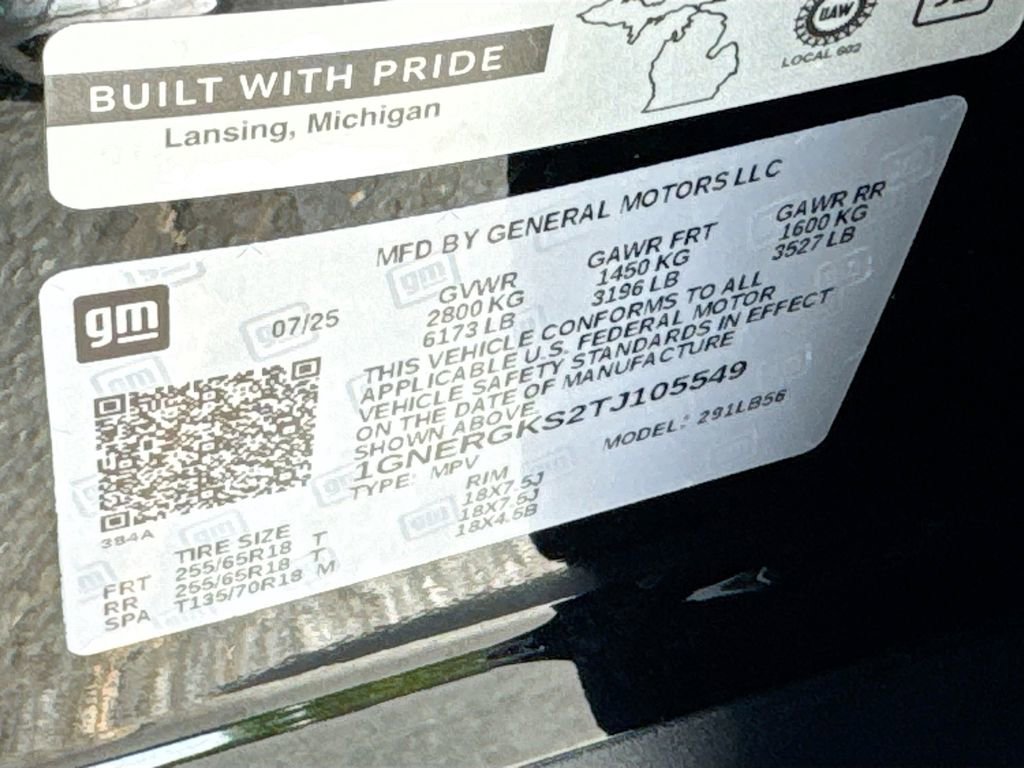 BUILT WITH PRIDE
Lansing, Michigan
UAW
LOCAL 602
MFD BY GENERAL MOTORS LLC
gm
07/25
GVWR GAWR FRT GAWR RR
2800 KG 1450 KG 1600 KG
6173 LB 3196 LB 3527 LB
THIS VEHICLE CONFORMS TO ALL
APPLICABLE U.S. FEDERAL MOTOR
VEHICLE SAFETY STANDARDS IN EFFECT
ON THE DATE OF MANUFACTURE
SHOWN ABOVE
1GNERGKS2TJ105549
TYPE: MPV MODEL: 291LB56
384A
TIRE SIZE RIM
FRT 255/65R18 T 18X7.5J
RR 255/65R18 T 18X7.5J
SPA T135/70R18 M 18X4.5B